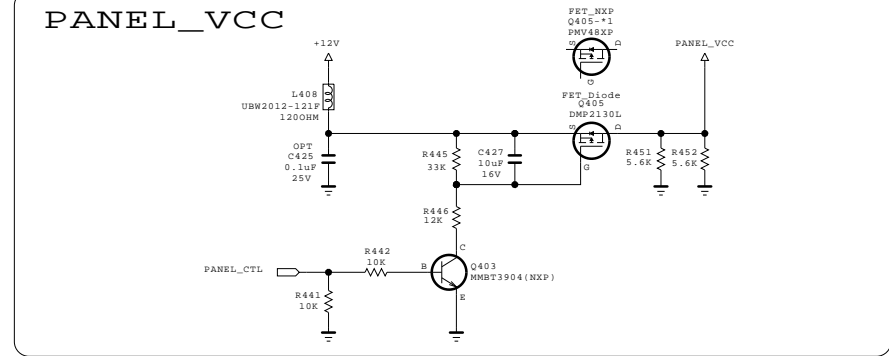 PANEL_VCC
FET_NXP
Q405-*1
PMV48XP
+12V
S
D
G
PANEL_VCC
L408
UBW2012-121F
120OHM
FET_Diode
Q405
DMP2130L
S
D
G
OPT
C425
0.1uF
25V
R445
33K
C427
10uF
16V
R451
5.6K
R452
5.6K
R446
12K
C
R442
10K
PANEL_CTL
B
Q403
MMBT3904(NXP)
E
R441
10K